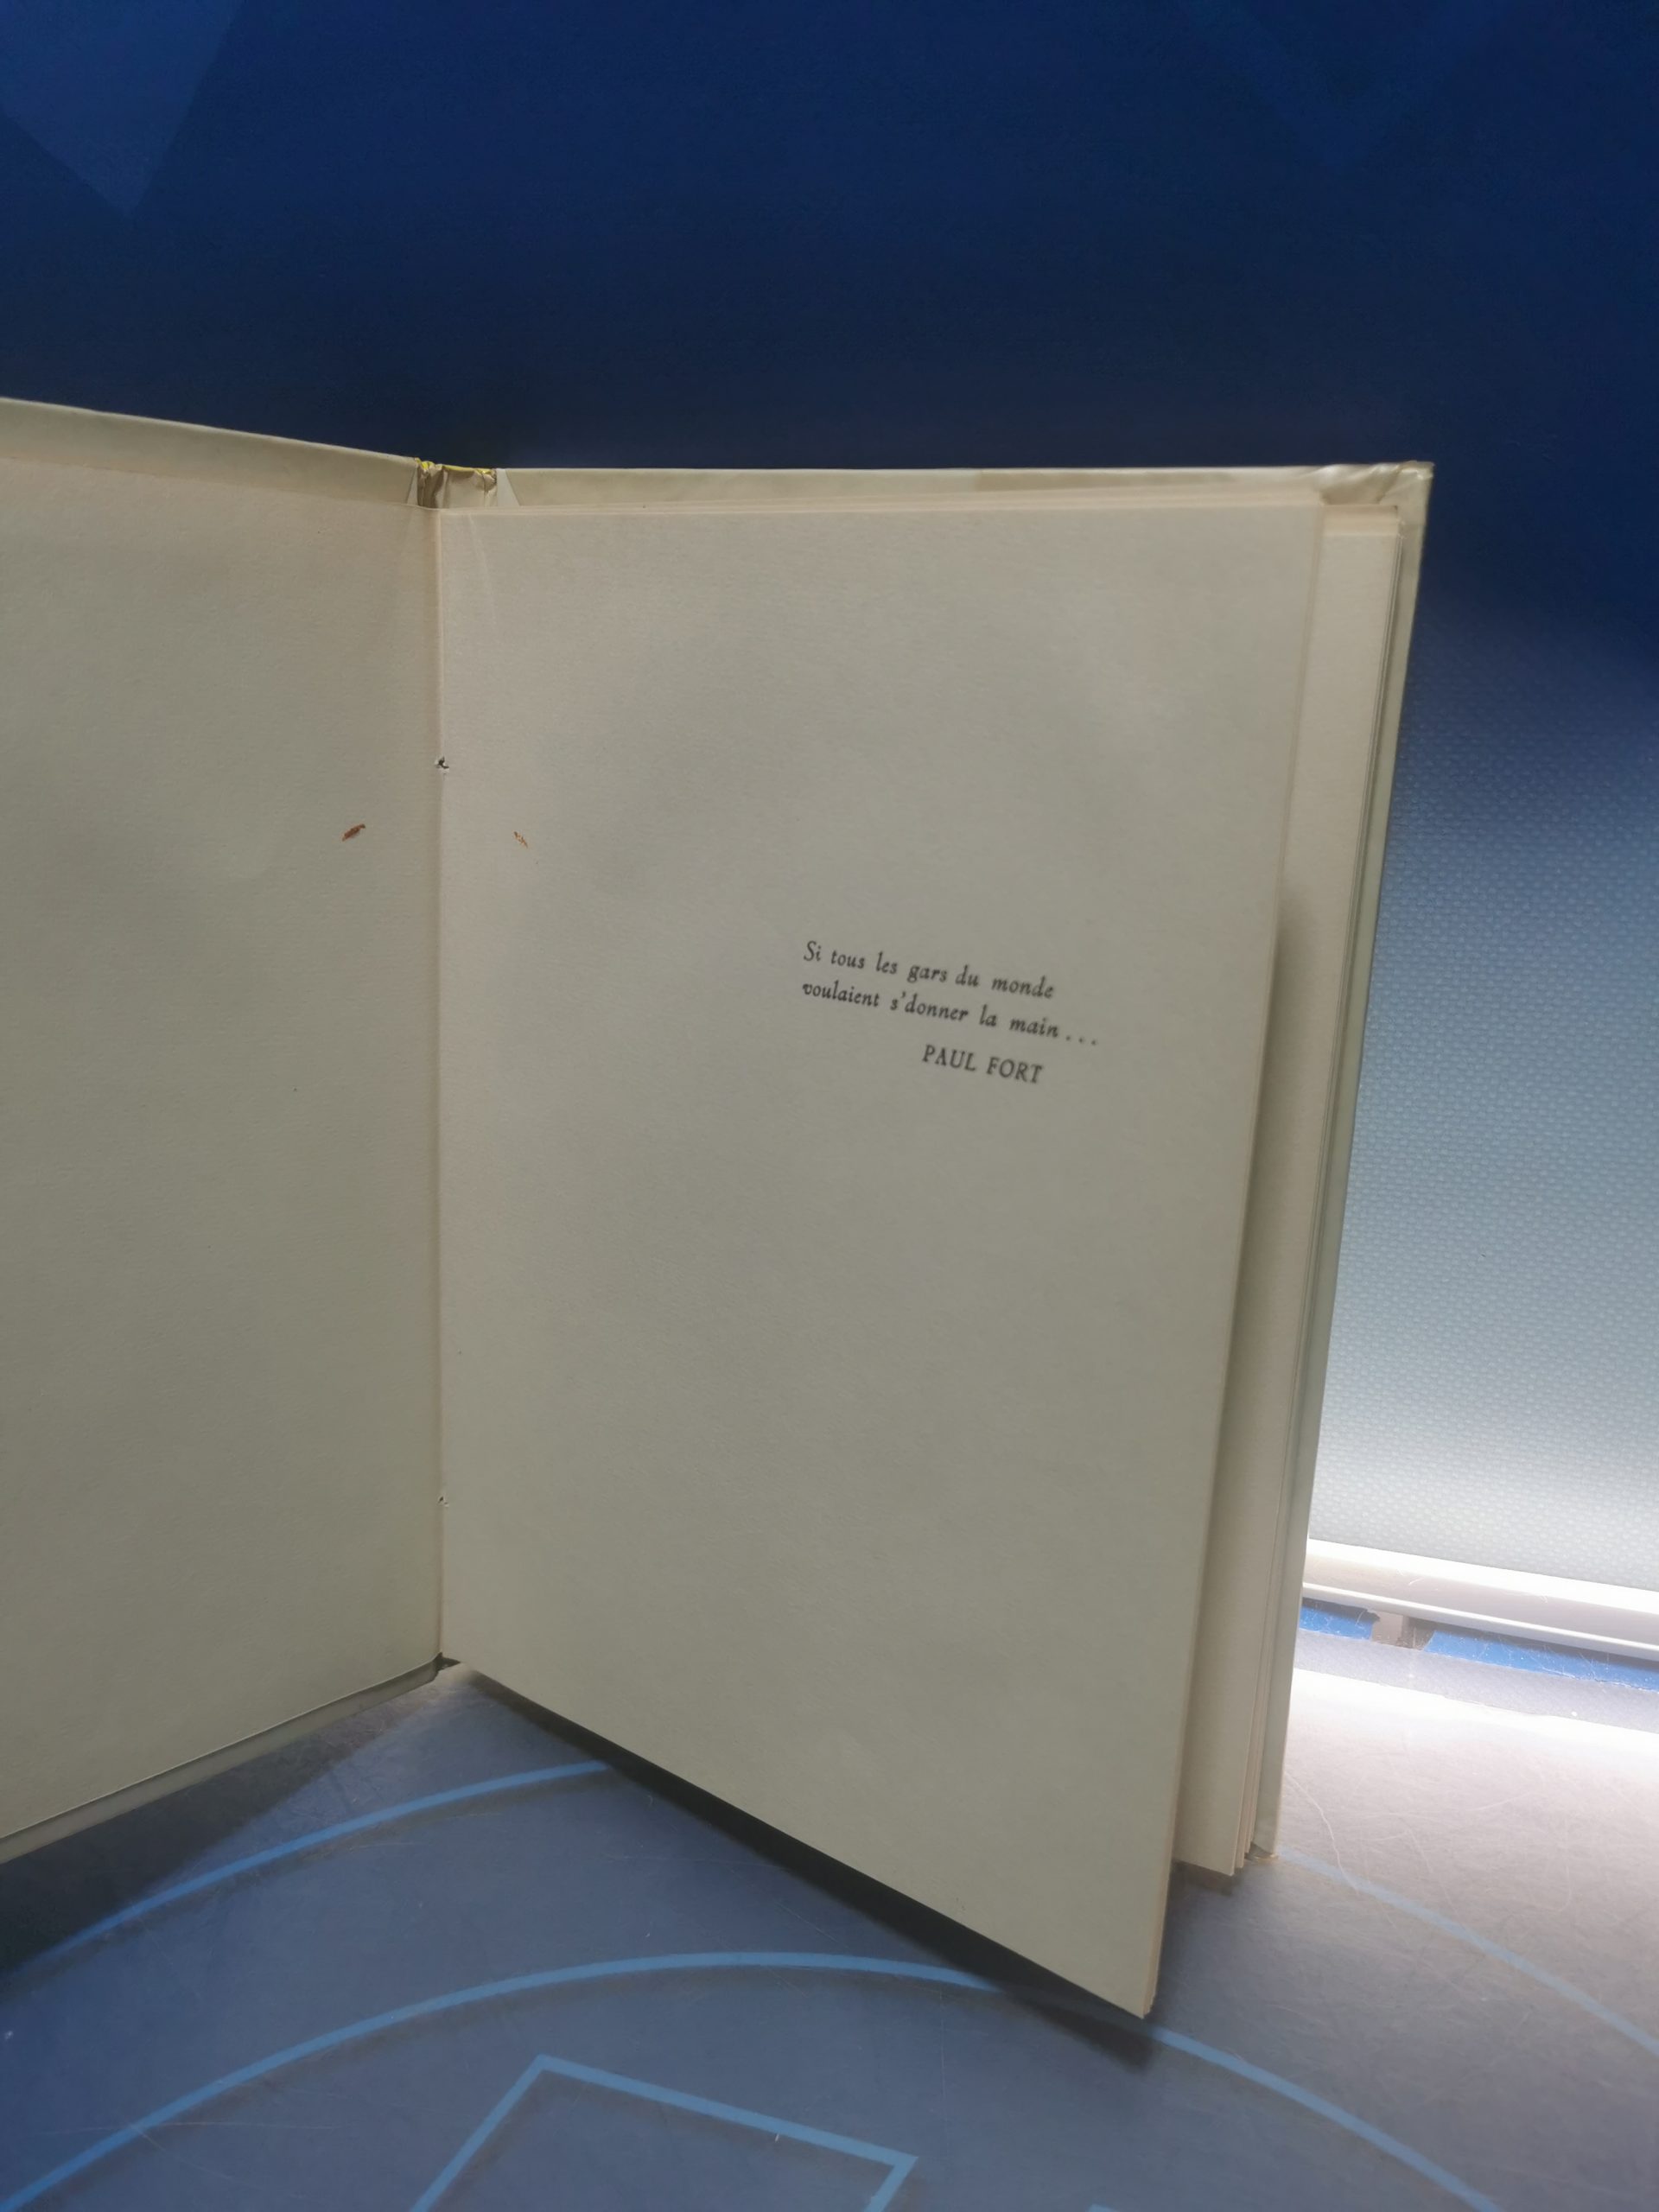 Si tous les gars du monde
voulaient s'donner la main...
PAUL FORT